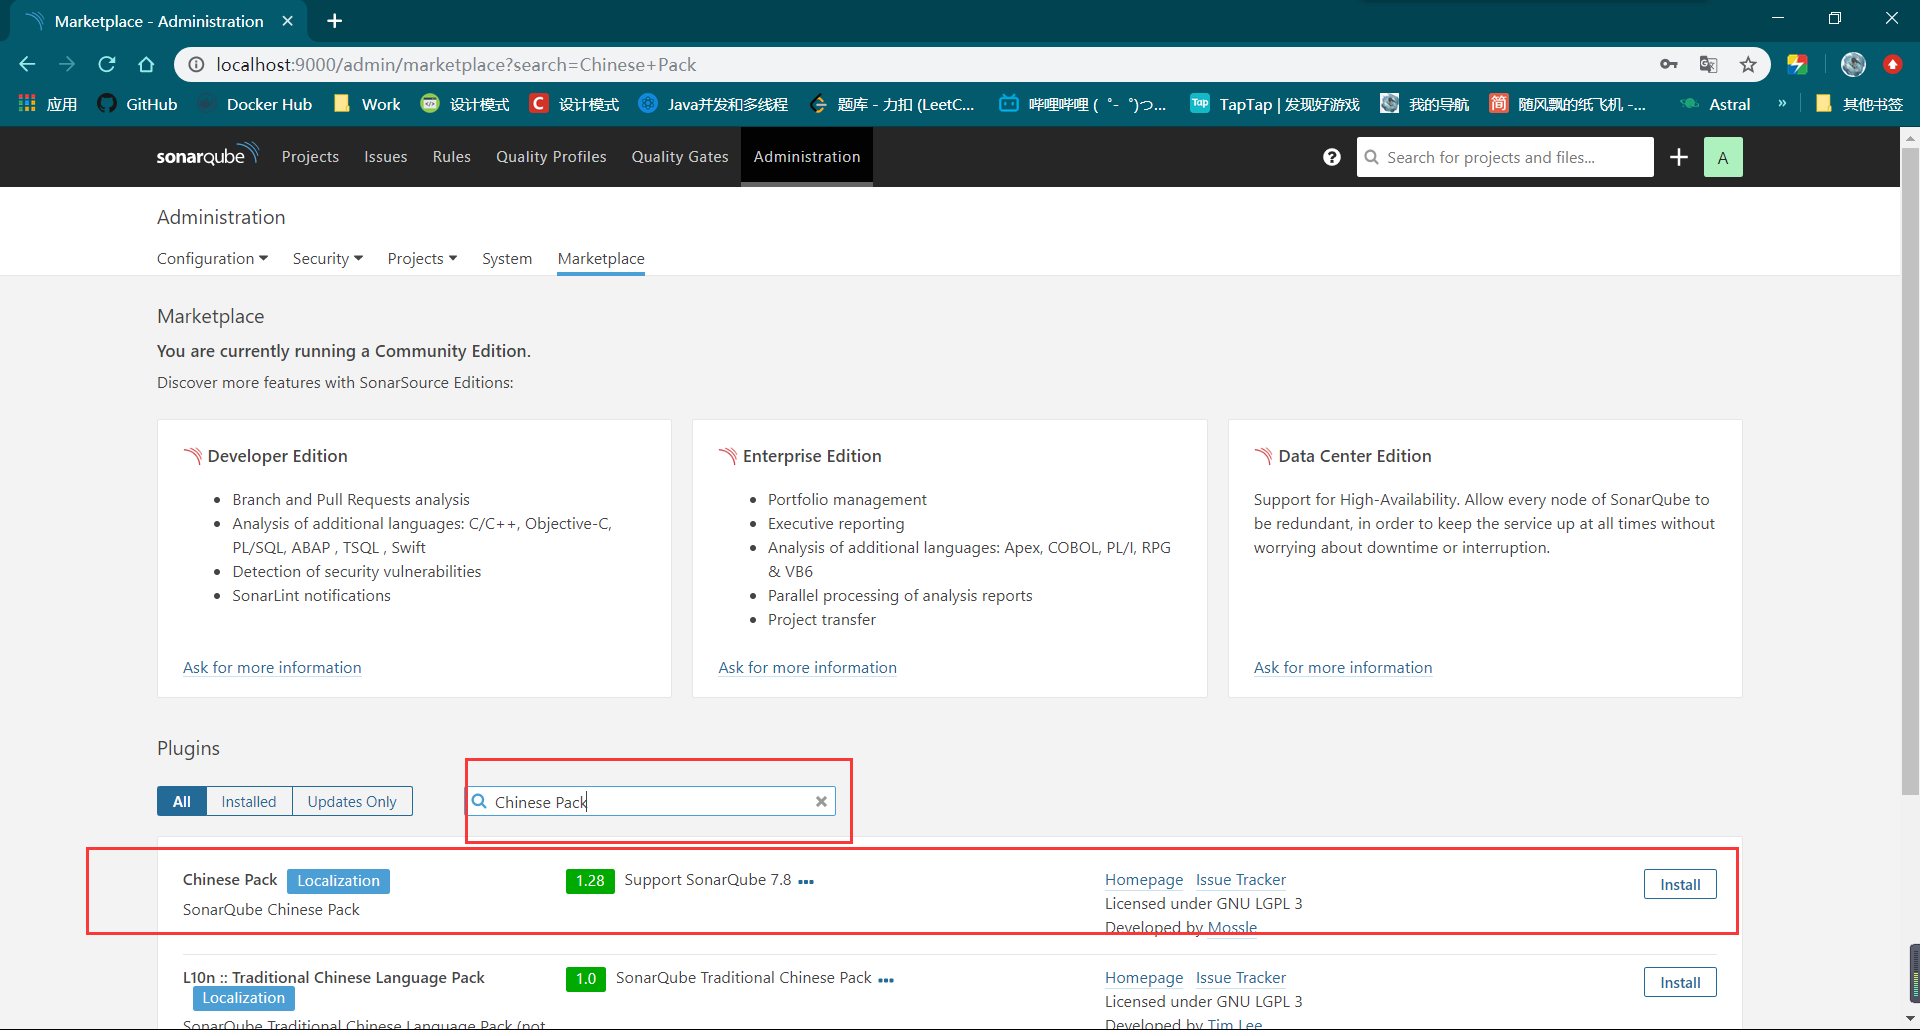 Marketplace - Administration
localhost:9000/admin/marketplace?search=Chinese+Pack
应用 GitHub Docker Hub Work 设计模式 C 设计模式 Java并发和多线程 题库 - 力扣 (LeetC... 哔哩哔哩 ( ゜- ゜)つ... Tap TapTap | 发现好游戏 我的导航 简 随风飘的纸飞机 -... Astral » 其他书签
sonarqube Projects Issues Rules Quality Profiles Quality Gates Administration ? Search for projects and files... A
Administration
Configuration Security Projects System Marketplace
Marketplace
You are currently running a Community Edition.
Discover more features with SonarSource Editions:
Developer Edition
Branch and Pull Requests analysis
Analysis of additional languages: C/C++, Objective-C,
PL/SQL, ABAP , TSQL , Swift
Detection of security vulnerabilities
SonarLint notifications
Ask for more information
Enterprise Edition
Portfolio management
Executive reporting
Analysis of additional languages: Apex, COBOL, PL/I, RPG
& VB6
Parallel processing of analysis reports
Project transfer
Ask for more information
Data Center Edition
Support for High-Availability. Allow every node of SonarQube to
be redundant, in order to keep the service up at all times without
worrying about downtime or interruption.
Ask for more information
Plugins
All Installed Updates Only Chinese Pack
Chinese Pack Localization 1.28 Support SonarQube 7.8 ••• Homepage Issue Tracker Install
SonarQube Chinese Pack Licensed under GNU LGPL 3
Developed by Mossle
L10n :: Traditional Chinese Language Pack 1.0 SonarQube Traditional Chinese Pack ••• Homepage Issue Tracker Install
Localization Licensed under GNU LGPL 3
SonarQube Traditional Chinese Language Pack (not Developed by Tim Lee